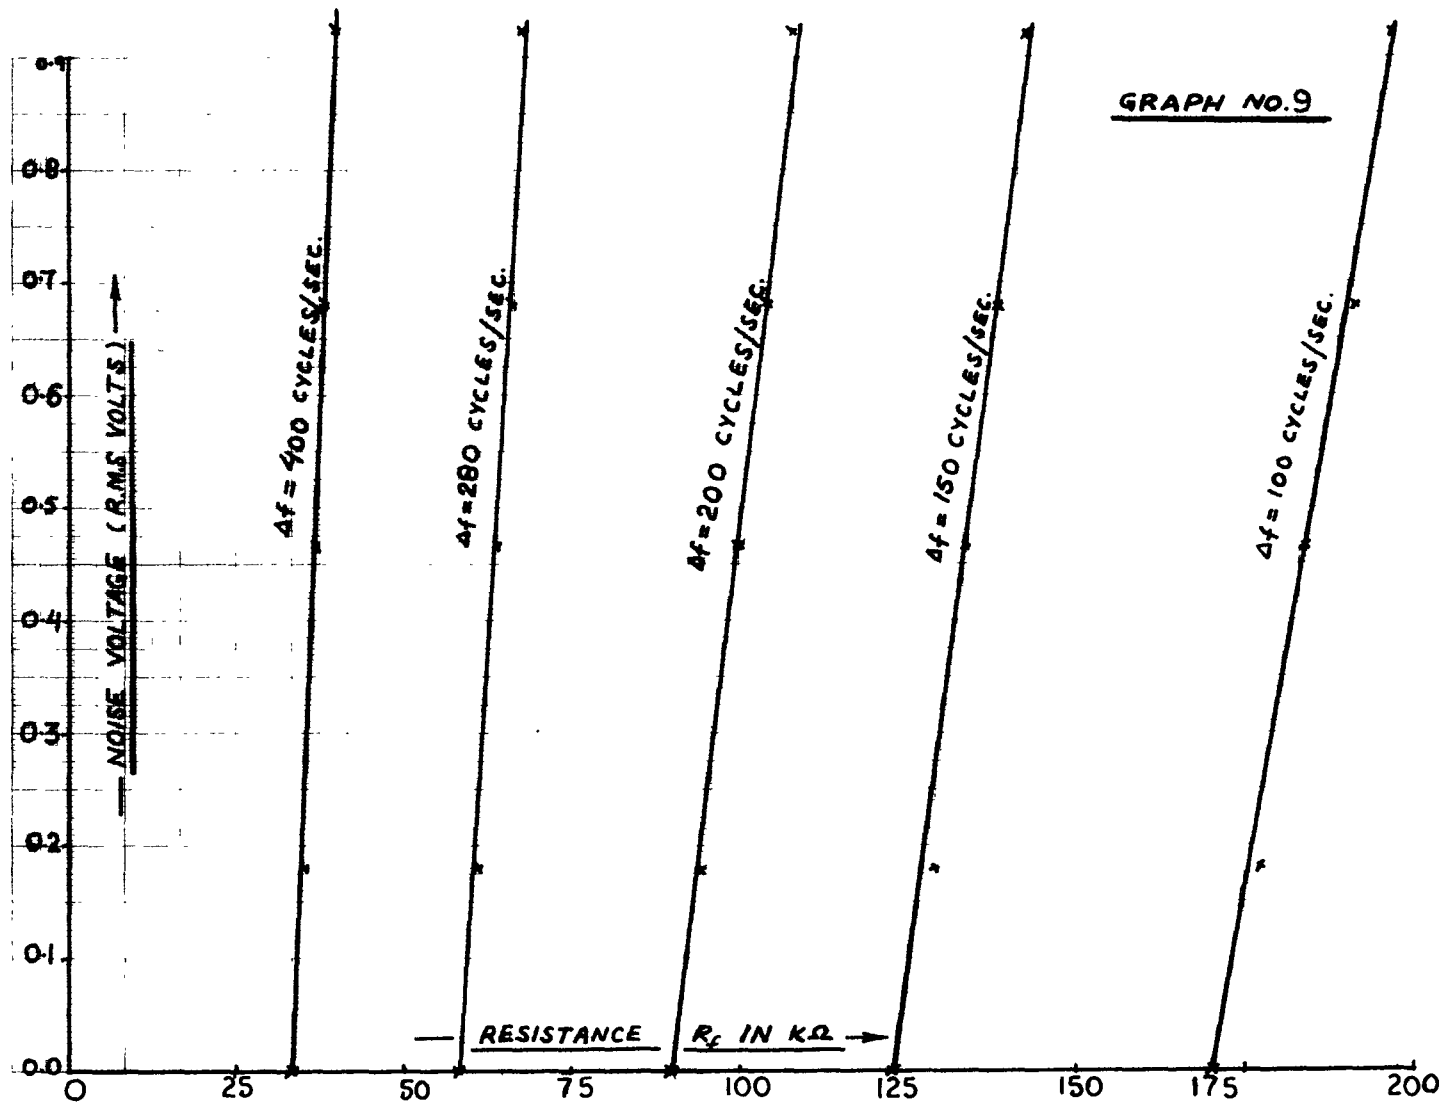 GRAPH NO.9
0.9
0.8
0.7
0.6
0.5
0.4
0.3
0.2
0.1
0.0
— NOISE VOLTAGE (R.M.S VOLTS) →
Δf = 400 CYCLES/SEC.
Δf = 280 CYCLES/SEC.
Δf = 200 CYCLES/SEC.
Δf = 150 CYCLES/SEC.
Δf = 100 CYCLES/SEC.
— RESISTANCE Rf IN KΩ →
0 25 50 75 100 125 150 175 200